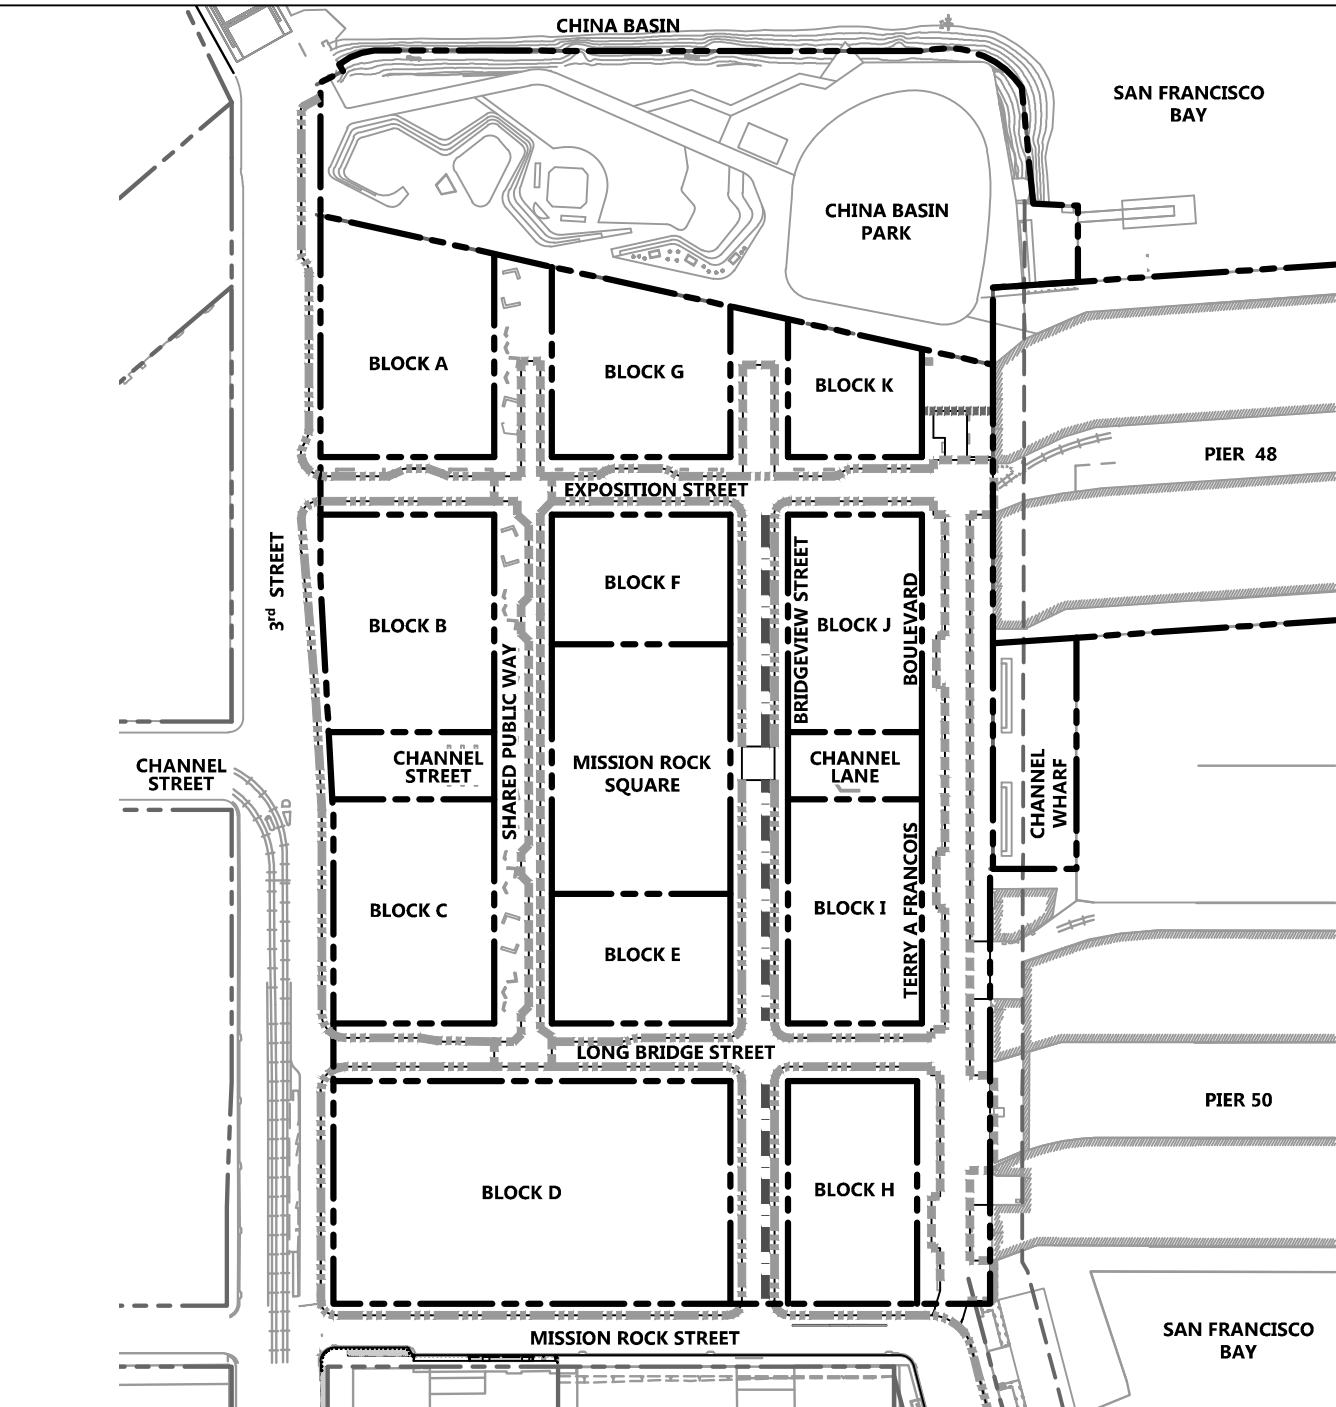 CHINA BASIN
SAN FRANCISCO
BAY
CHINA BASIN
PARK
BLOCK A
BLOCK G
BLOCK K
PIER 48
EXPOSITION STREET
3rd STREET
BLOCK B
BLOCK F
BRIDGEVIEW STREET
BLOCK J
BOULEVARD
SHARED PUBLIC WAY
CHANNEL
STREET
CHANNEL
STREET
MISSION ROCK
SQUARE
CHANNEL
LANE
CHANNEL
WHARF
BLOCK C
BLOCK E
BLOCK I
TERRY A FRANCOIS
LONG BRIDGE STREET
PIER 50
BLOCK D
BLOCK H
MISSION ROCK STREET
SAN FRANCISCO
BAY